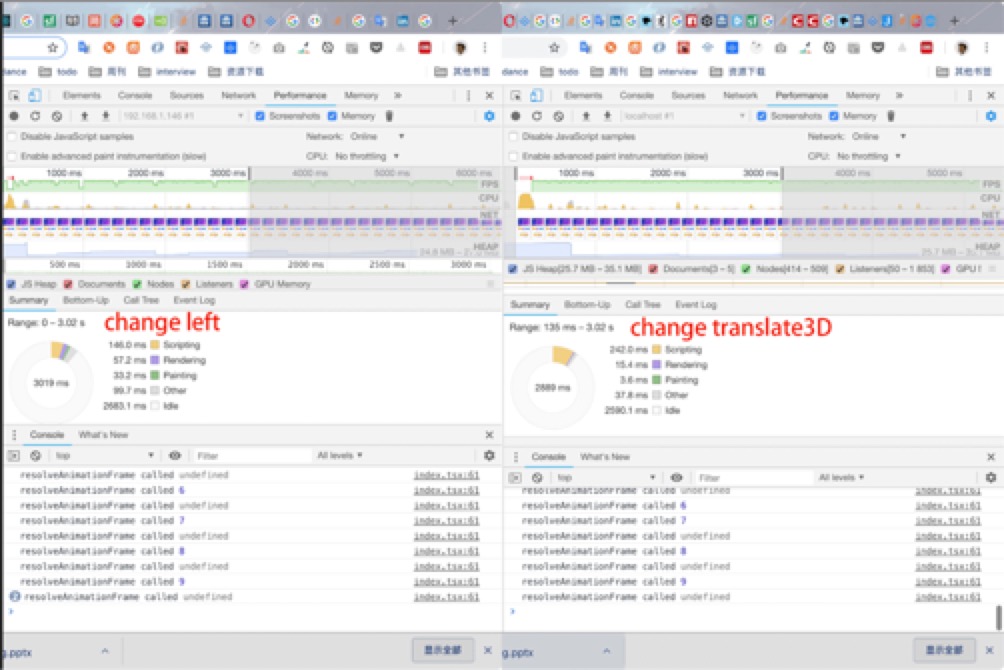 dance todo 周刊 interview 资源下载 其他书签
Elements Console Sources Network Performance Memory »
192.168.1.146 #1 Screenshots Memory
Disable JavaScript samples Network: Online
Enable advanced paint instrumentation (slow) CPU: No throttling
1000 ms 2000 ms 3000 ms 4000 ms 5000 ms 6000 ms
FPS
CPU
NET
HEAP
500 ms 1000 ms 1500 ms 2000 ms 2500 ms 3000 ms
JS Heap Documents Nodes Listeners GPU Memory
Summary Bottom-Up Call Tree Event Log
Range: 0 – 3.02 s
change left
146.0 ms Scripting
57.2 ms Rendering
33.2 ms Painting
99.7 ms Other
2683.1 ms Idle
3019 ms
Console What's New
top Filter All levels
resolveAnimationFrame called undefined index.tsx:61
resolveAnimationFrame called 6 index.tsx:61
resolveAnimationFrame called undefined index.tsx:61
resolveAnimationFrame called 7 index.tsx:61
resolveAnimationFrame called undefined index.tsx:61
resolveAnimationFrame called 8 index.tsx:61
resolveAnimationFrame called undefined index.tsx:61
resolveAnimationFrame called 9 index.tsx:61
resolveAnimationFrame called undefined index.tsx:61
g.pptx 显示全部
dance todo 周刊 interview 资源下载 其他书签
Elements Console Sources Network Performance Memory »
localhost #1 Screenshots Memory
Disable JavaScript samples Network: Online
Enable advanced paint instrumentation (slow) CPU: No throttling
1000 ms 2000 ms 3000 ms 4000 ms 5000 ms
FPS
CPU
NET
HEAP
JS Heap[25.7 MB – 35.1 MB] Documents[3 – 5] Nodes[414 – 509] Listeners[50 – 1 853] GPU
Summary Bottom-Up Call Tree Event Log
Range: 135 ms – 3.02 s
change translate3D
242.0 ms Scripting
15.4 ms Rendering
3.6 ms Painting
37.8 ms Other
2590.1 ms Idle
2889 ms
Console What's New
top Filter All levels
resolveAnimationFrame called undefined index.tsx:61
resolveAnimationFrame called 6 index.tsx:61
resolveAnimationFrame called 7 index.tsx:61
resolveAnimationFrame called undefined index.tsx:61
resolveAnimationFrame called 8 index.tsx:61
resolveAnimationFrame called undefined index.tsx:61
resolveAnimationFrame called 9 index.tsx:61
resolveAnimationFrame called undefined index.tsx:61
g.pptx 显示全部